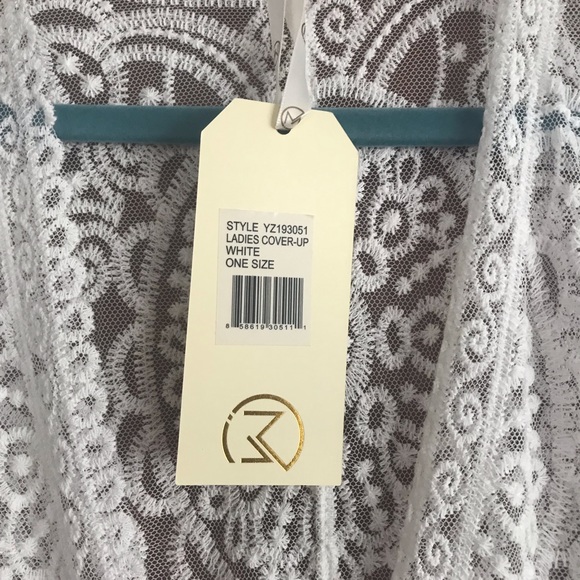 STYLE YZ193051
LADIES COVER-UP
WHITE
ONE SIZE
8 58619 30511 1